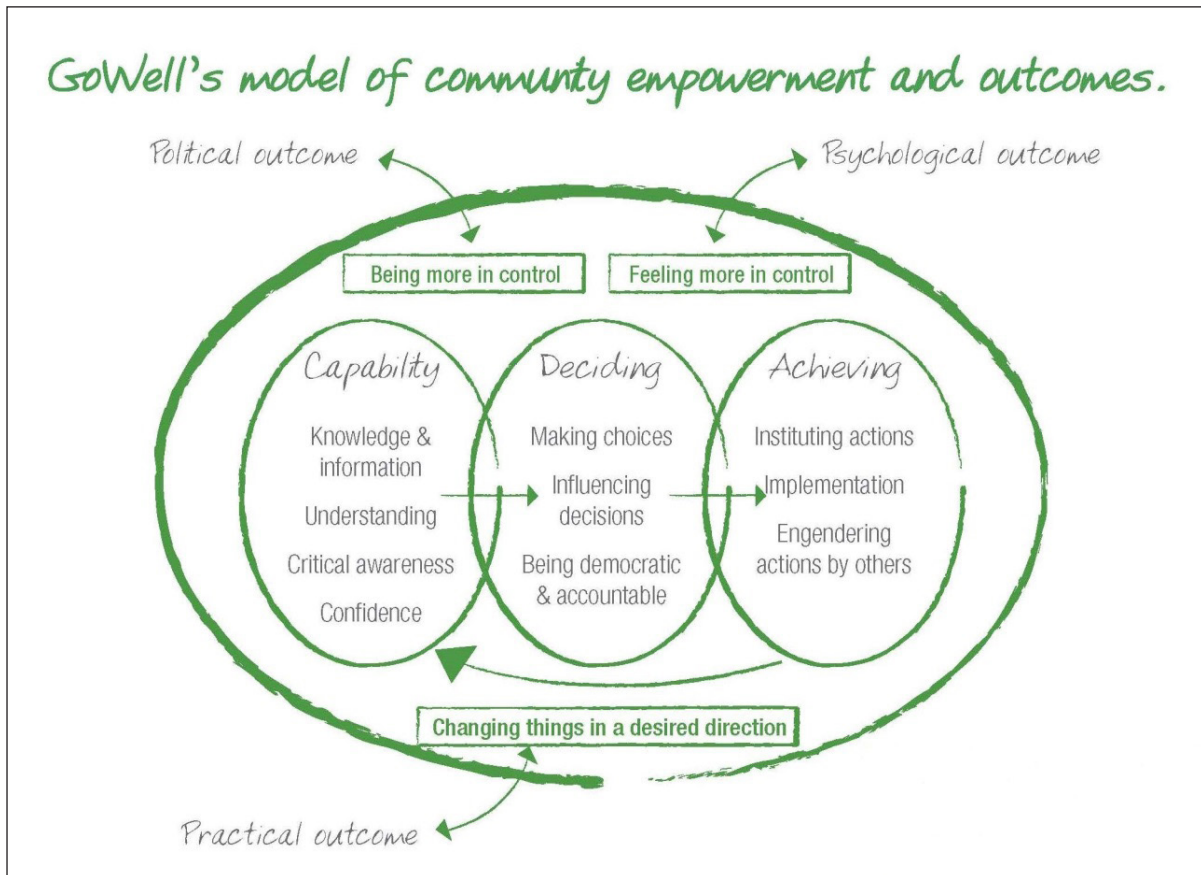 GoWell's model of communty empowerment and outcomes.
Political outcome
Psychological outcome
Being more in control
Feeling more in control
Capability
Knowledge &
information
Understanding
Critical awareness
Confidence
Deciding
Making choices
Influencing
decisions
Being democratic
& accountable
Achieving
Instituting actions
Implementation
Engendering
actions by others
Changing things in a desired direction
Practical outcome